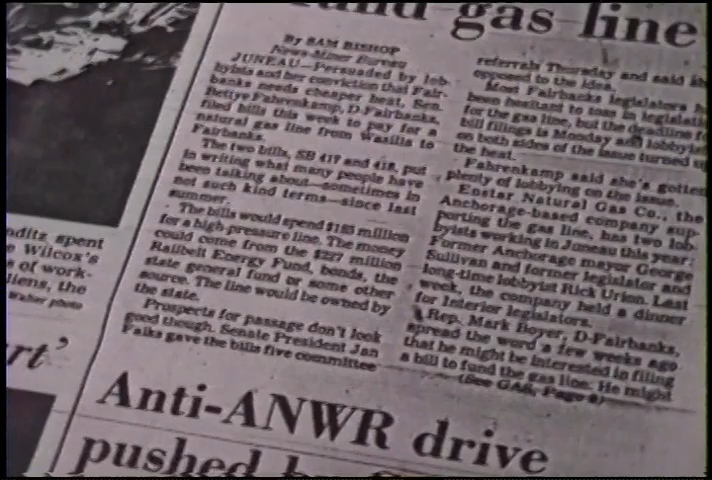 fund gas line
By SAM BISHOP
News-Miner Bureau
JUNEAU—Persuaded by lob-
byists and her conviction that Fair-
banks needs cheaper heat, Sen.
Bettye Fahrenkamp, D-Fairbanks,
filed bills this week to pay for a
natural gas line from Wasilla to
Fairbanks.
The two bills, SB 417 and 418, put
in writing what many people have
been talking about—sometimes in
not such kind terms—since last
summer.
The bills would spend $155 million
for a high-pressure line. The money
could come from the $227 million
Railbelt Energy Fund, bonds, the
state general fund or some other
source. The line would be owned by
the state.
Prospects for passage don't look
good though. Senate President Jan
Faiks gave the bills five committee
referrals Thursday and said
opposed to the idea.
Most Fairbanks legislators
been hesitant to toss in
for the gas line, but the deadline
bill filings is Monday and
on both sides of the issue turned
the heat.
Fahrenkamp said she's gotten
plenty of lobbying on the issue.
Enstar Natural Gas Co., the
Anchorage-based company sup-
porting the gas line, has two lob-
byists working in Juneau this year:
Former Anchorage mayor George
Sullivan and former legislator and
long-time lobbyist Rick Urion. Last
week, the company held a dinner
for Interior legislators.
Rep. Mark Boyer, D-Fairbanks,
spread the word a few weeks ago
that he might be interested in filing
a bill to fund the gas line. He might
(See GAS, Page 8)
spent
Wilcox's
s of work-
liens, the
photo
rt'
Anti-ANWR drive
pushed